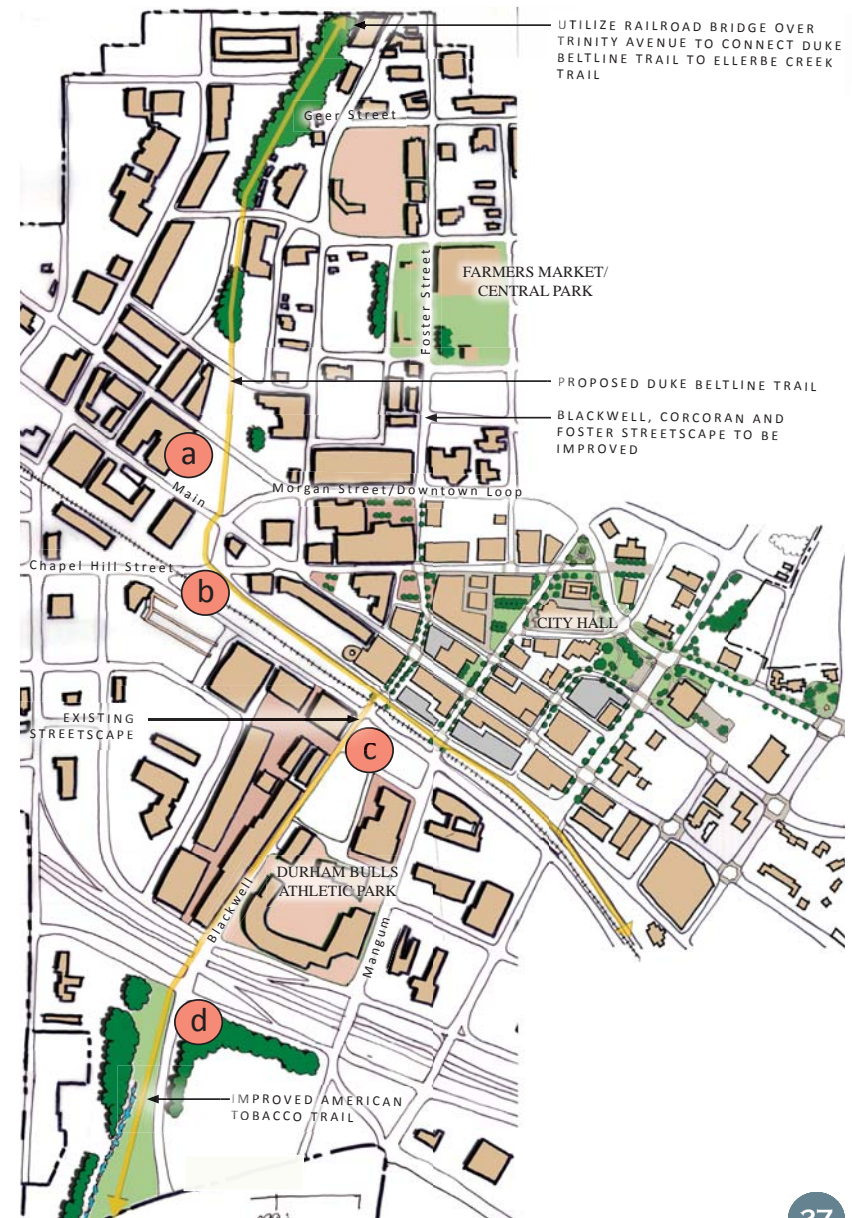 UTILIZE RAILROAD BRIDGE OVER
TRINITY AVENUE TO CONNECT DUKE
BELTLINE TRAIL TO ELLERBE CREEK
TRAIL
Geer Street
Foster Street
FARMERS MARKET/
CENTRAL PARK
PROPOSED DUKE BELTLINE TRAIL
BLACKWELL, CORCORAN AND
FOSTER STREETSCAPE TO BE
IMPROVED
a
Main
Morgan Street/Downtown Loop
Chapel Hill Street
b
CITY HALL
EXISTING
STREETSCAPE
c
DURHAM BULLS
ATHLETIC PARK
Blackwell
Mangum
d
IMPROVED AMERICAN
TOBACCO TRAIL
37